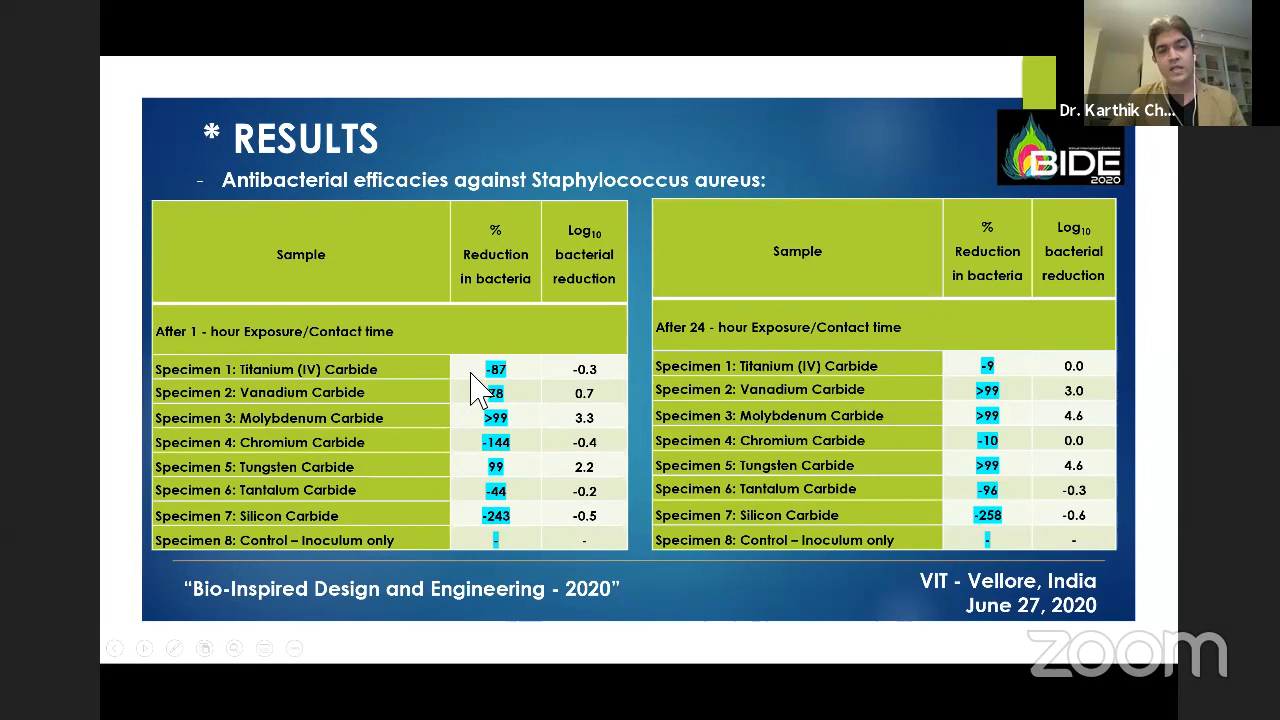 Dr. Karthik Ch...
* RESULTS
BIDE
2020
- Antibacterial efficacies against Staphylococcus aureus:
Sample % Reduction in bacteria Log10 bacterial reduction
After 1 - hour Exposure/Contact time
Specimen 1: Titanium (IV) Carbide -87 -0.3
Specimen 2: Vanadium Carbide 0.7
Specimen 3: Molybdenum Carbide >99 3.3
Specimen 4: Chromium Carbide -144 -0.4
Specimen 5: Tungsten Carbide 99 2.2
Specimen 6: Tantalum Carbide -44 -0.2
Specimen 7: Silicon Carbide -243 -0.5
Specimen 8: Control – Inoculum only - -
Sample % Reduction in bacteria Log10 bacterial reduction
After 24 - hour Exposure/Contact time
Specimen 1: Titanium (IV) Carbide -9 0.0
Specimen 2: Vanadium Carbide >99 3.0
Specimen 3: Molybdenum Carbide >99 4.6
Specimen 4: Chromium Carbide -10 0.0
Specimen 5: Tungsten Carbide >99 4.6
Specimen 6: Tantalum Carbide -96 -0.3
Specimen 7: Silicon Carbide -258 -0.6
Specimen 8: Control – Inoculum only - -
“Bio-Inspired Design and Engineering - 2020”
VIT - Vellore, India
June 27, 2020
zoom